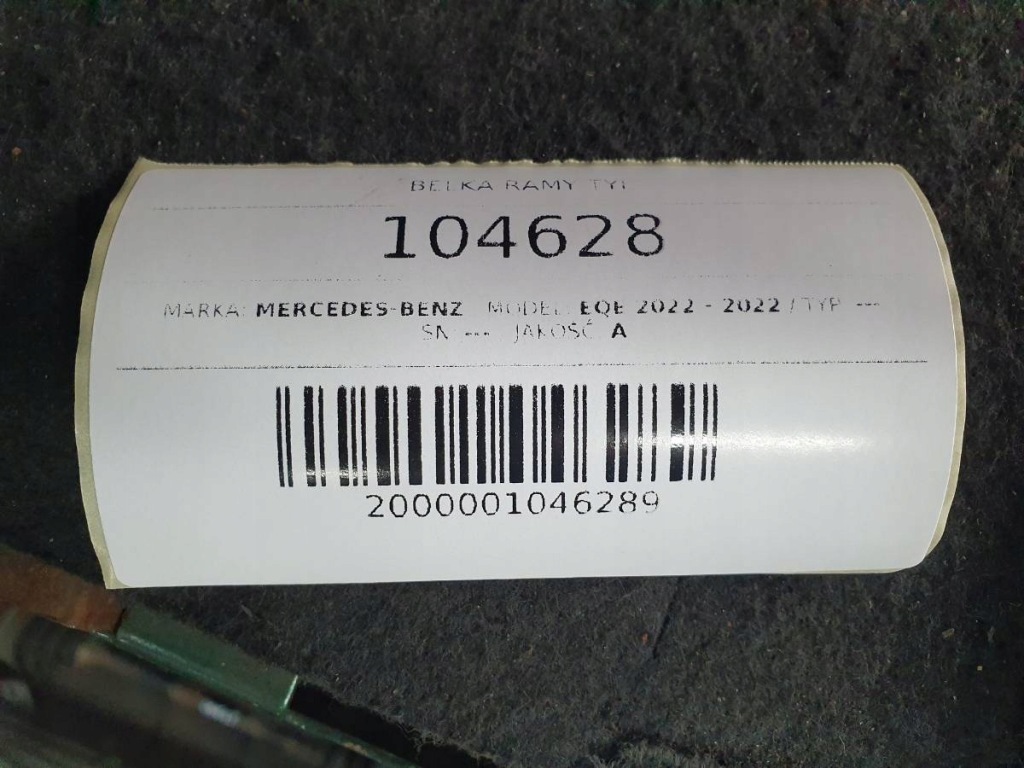 BELKA RAMY TYŁ
104628
MARKA: MERCEDES-BENZ MODEL: EQE 2022 - 2022 / TYP: ---
SN: --- JAKOŚĆ: A
2000001046289